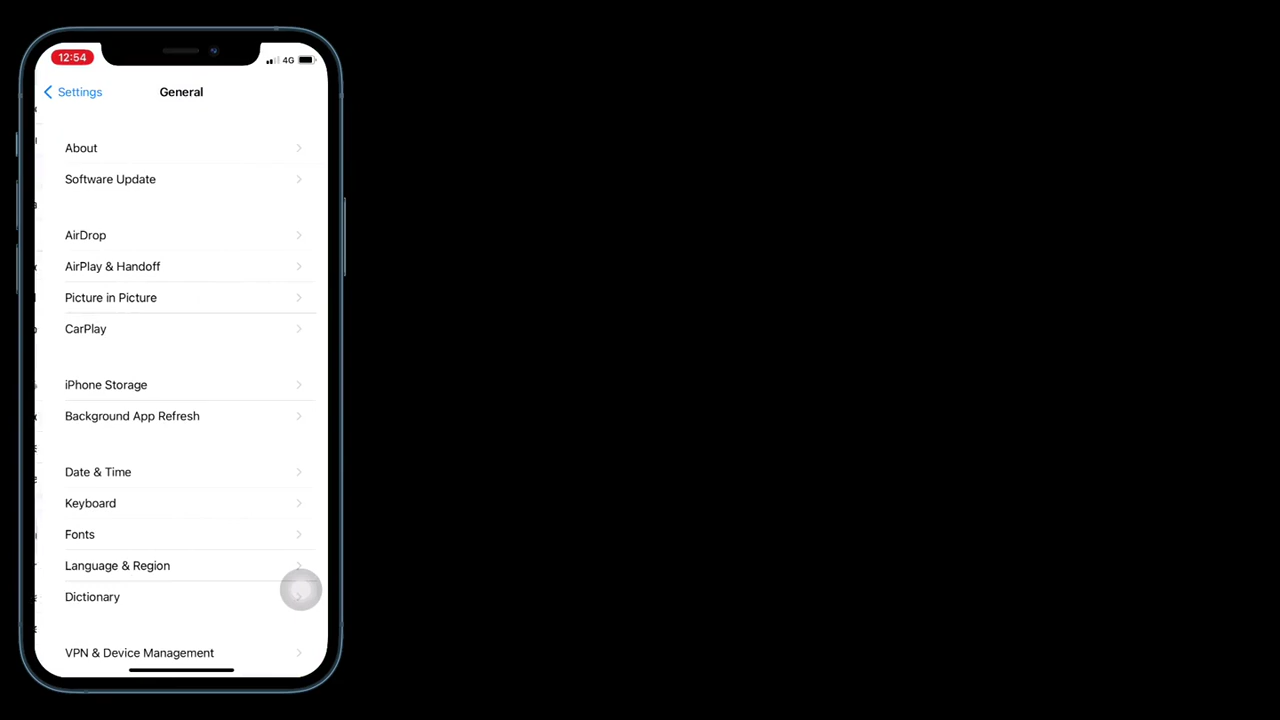 12:54
4G
Settings
General
About
Software Update
AirDrop
AirPlay & Handoff
Picture in Picture
CarPlay
iPhone Storage
Background App Refresh
Date & Time
Keyboard
Fonts
Language & Region
Dictionary
VPN & Device Management